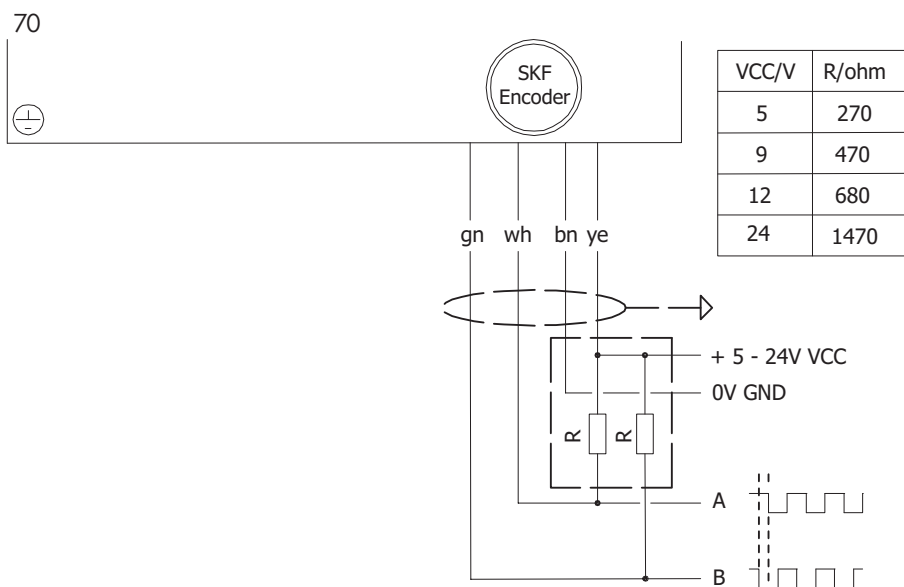 70
SKF
Encoder
VCC/V R/ohm
5 270
9 470
12 680
24 1470
gn wh bn ye
+ 5 - 24V VCC
0V GND
R R
A
B